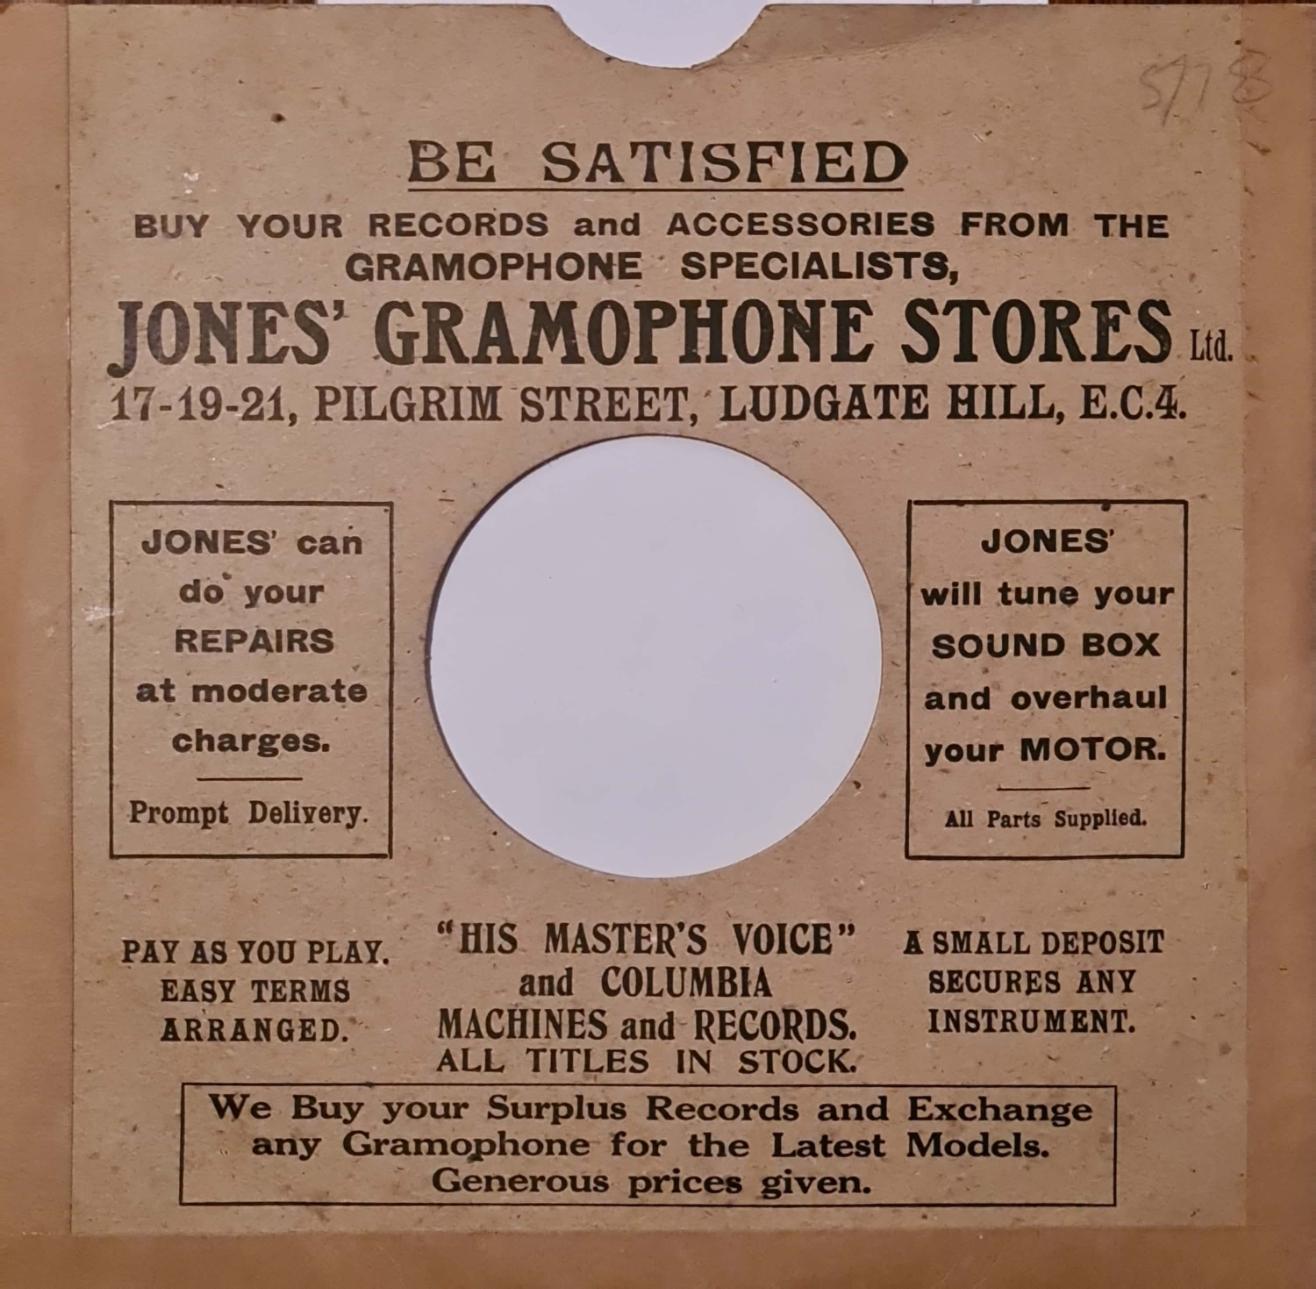 BE SATISFIED
BUY YOUR RECORDS and ACCESSORIES FROM THE
GRAMOPHONE SPECIALISTS,
JONES' GRAMOPHONE STORES Ltd.
17-19-21, PILGRIM STREET, LUDGATE HILL, E.C.4.
JONES' can
do your
REPAIRS
at moderate
charges.
Prompt Delivery.
JONES'
will tune your
SOUND BOX
and overhaul
your MOTOR.
All Parts Supplied.
PAY AS YOU PLAY.
EASY TERMS
ARRANGED.
"HIS MASTER'S VOICE"
and COLUMBIA
MACHINES and RECORDS.
ALL TITLES IN STOCK.
A SMALL DEPOSIT
SECURES ANY
INSTRUMENT.
We Buy your Surplus Records and Exchange
any Gramophone for the Latest Models.
Generous prices given.